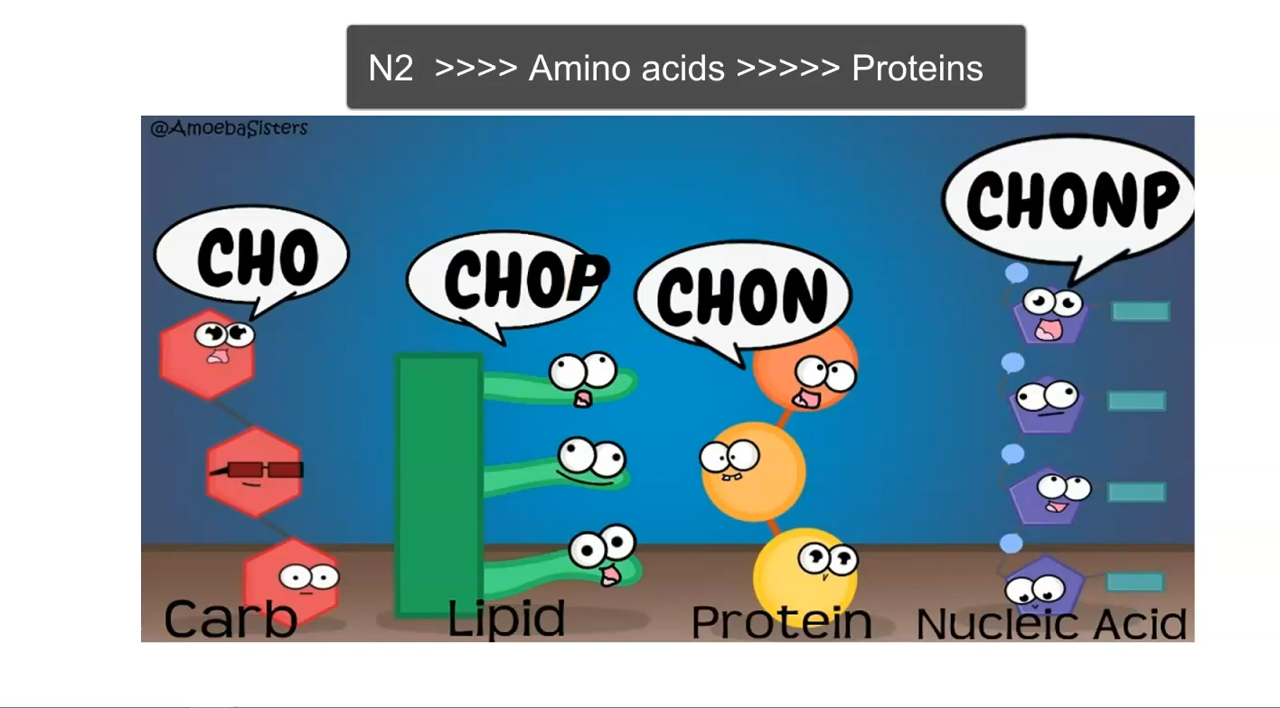 N2 >>>> Amino acids >>>>> Proteins
@AmoebaSisters
CHO
CHOP
CHON
CHONP
Carb
Lipid
Protein
Nucleic Acid